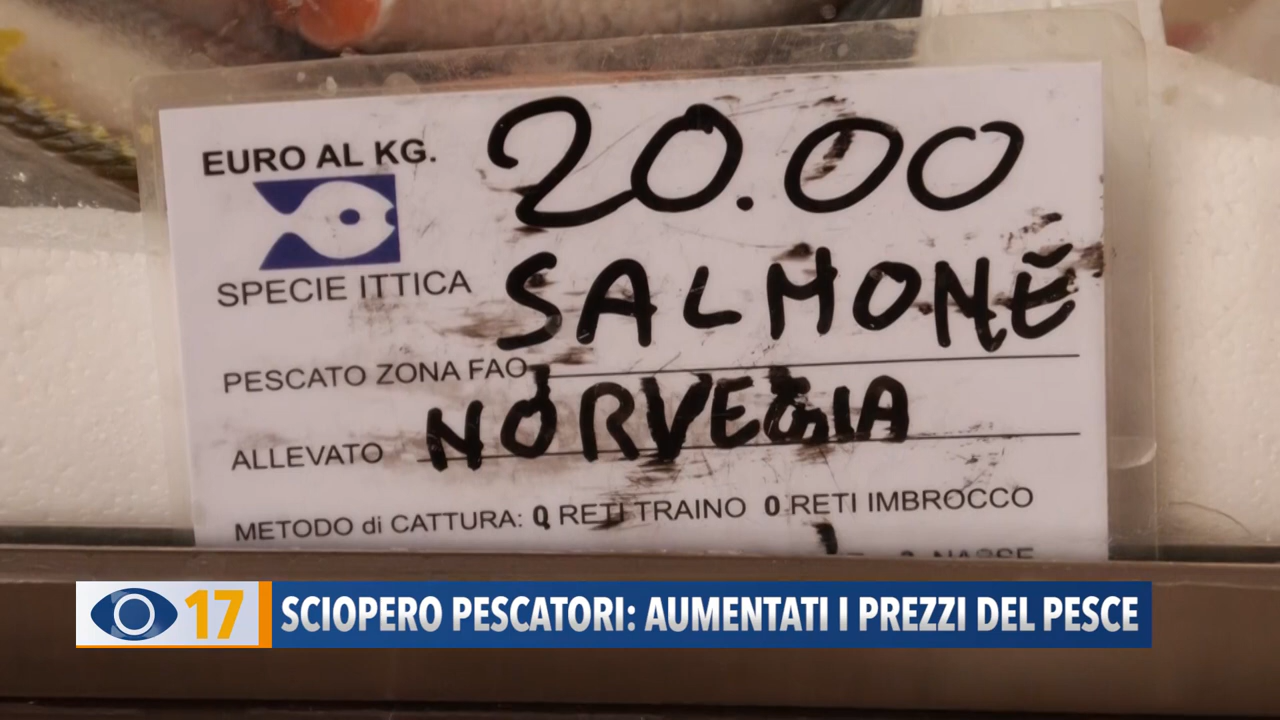 EURO AL KG. 20.00
SPECIE ITTICA SALMONE
PESCATO ZONA FAO
ALLEVATO NORVEGIA
METODO di CATTURA: O RETI TRAINO O RETI IMBROCCO
17 SCIOPERO PESCATORI: AUMENTATI I PREZZI DEL PESCE